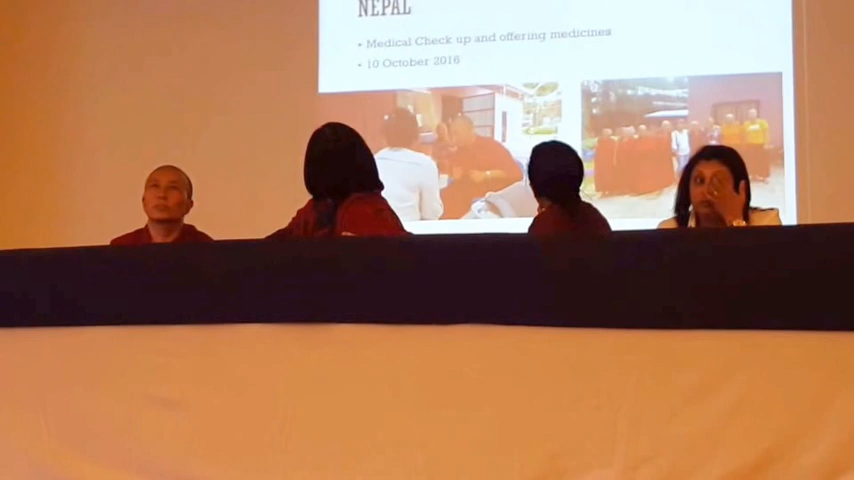 NEPAL
• Medical Check up and offering medicines
• 10 October 2016